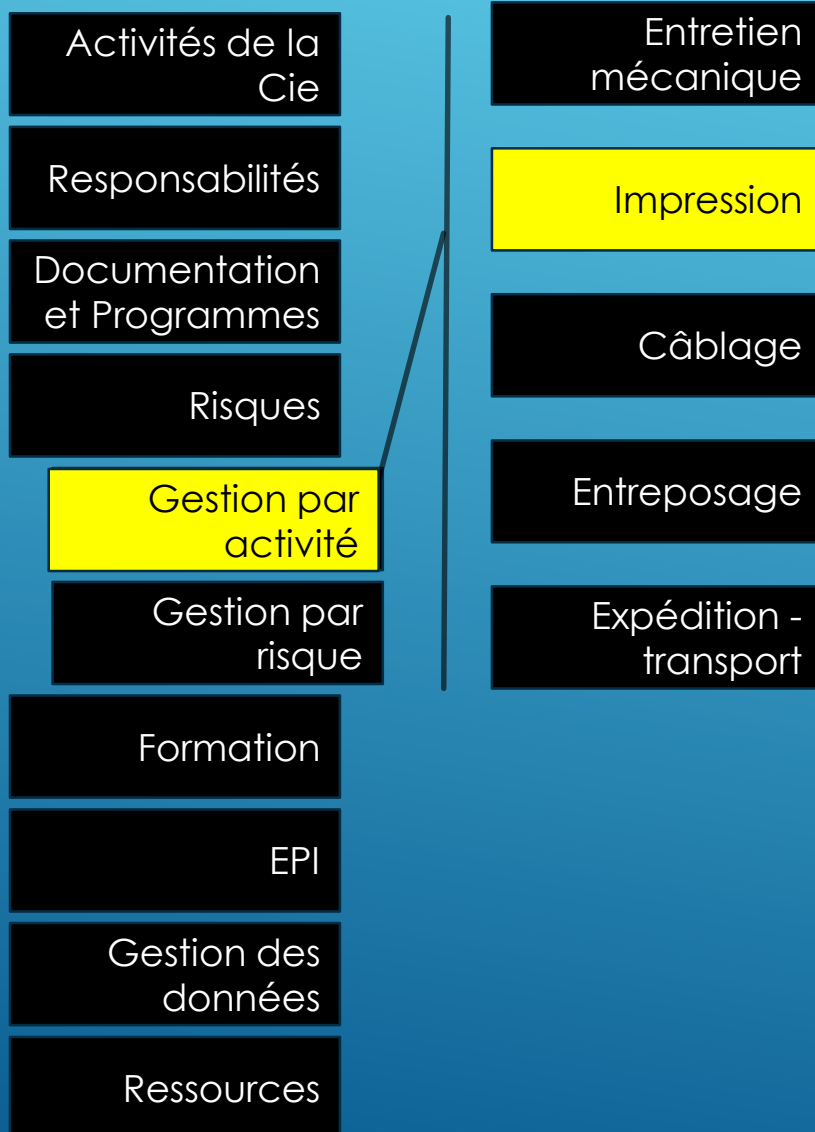 Activités de la
Cie
Responsabilités
Documentation
et Programmes
Risques
Gestion par
activité
Gestion par
risque
Formation
EPI
Gestion des
données
Ressources
Entretien
mécanique
Impression
Câblage
Entreposage
Expédition -
transport